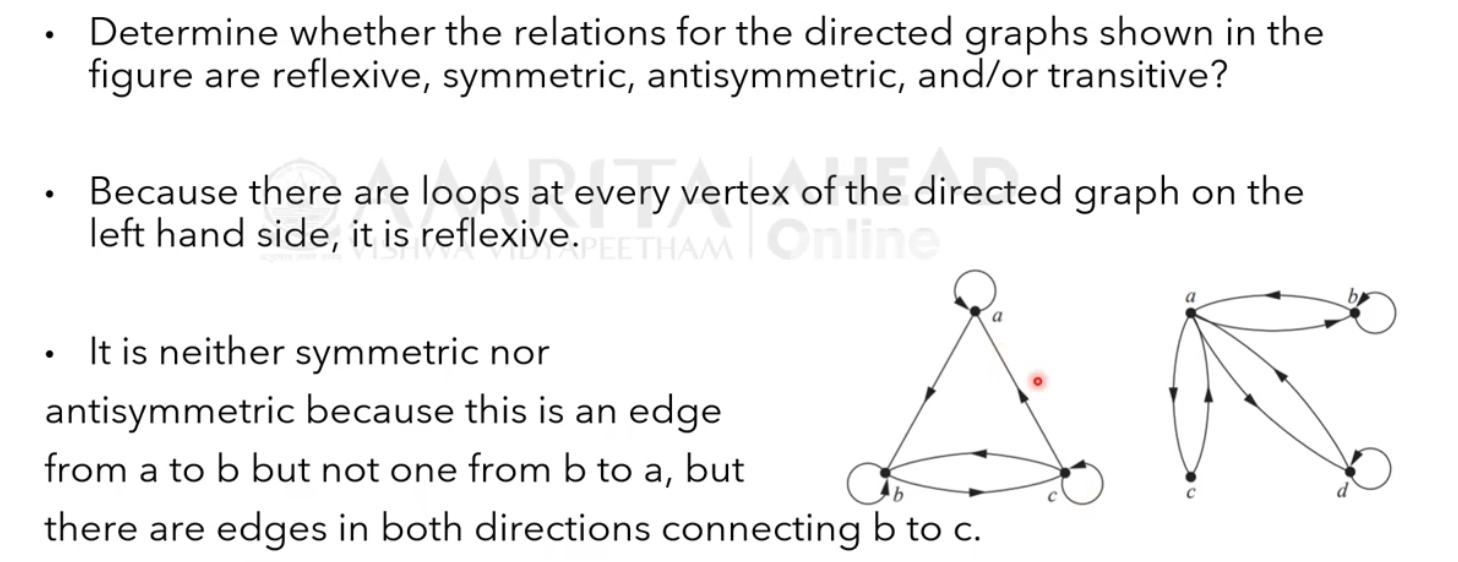 • Determine whether the relations for the directed graphs shown in the
figure are reflexive, symmetric, antisymmetric, and/or transitive?
AMRITA AHEAD
VISHWA VIDYAPEETHAM Online
• Because there are loops at every vertex of the directed graph on the
left hand side, it is reflexive.
• It is neither symmetric nor
antisymmetric because this is an edge
from a to b but not one from b to a, but
there are edges in both directions connecting b to c.
a
b
c
a
b
c
d